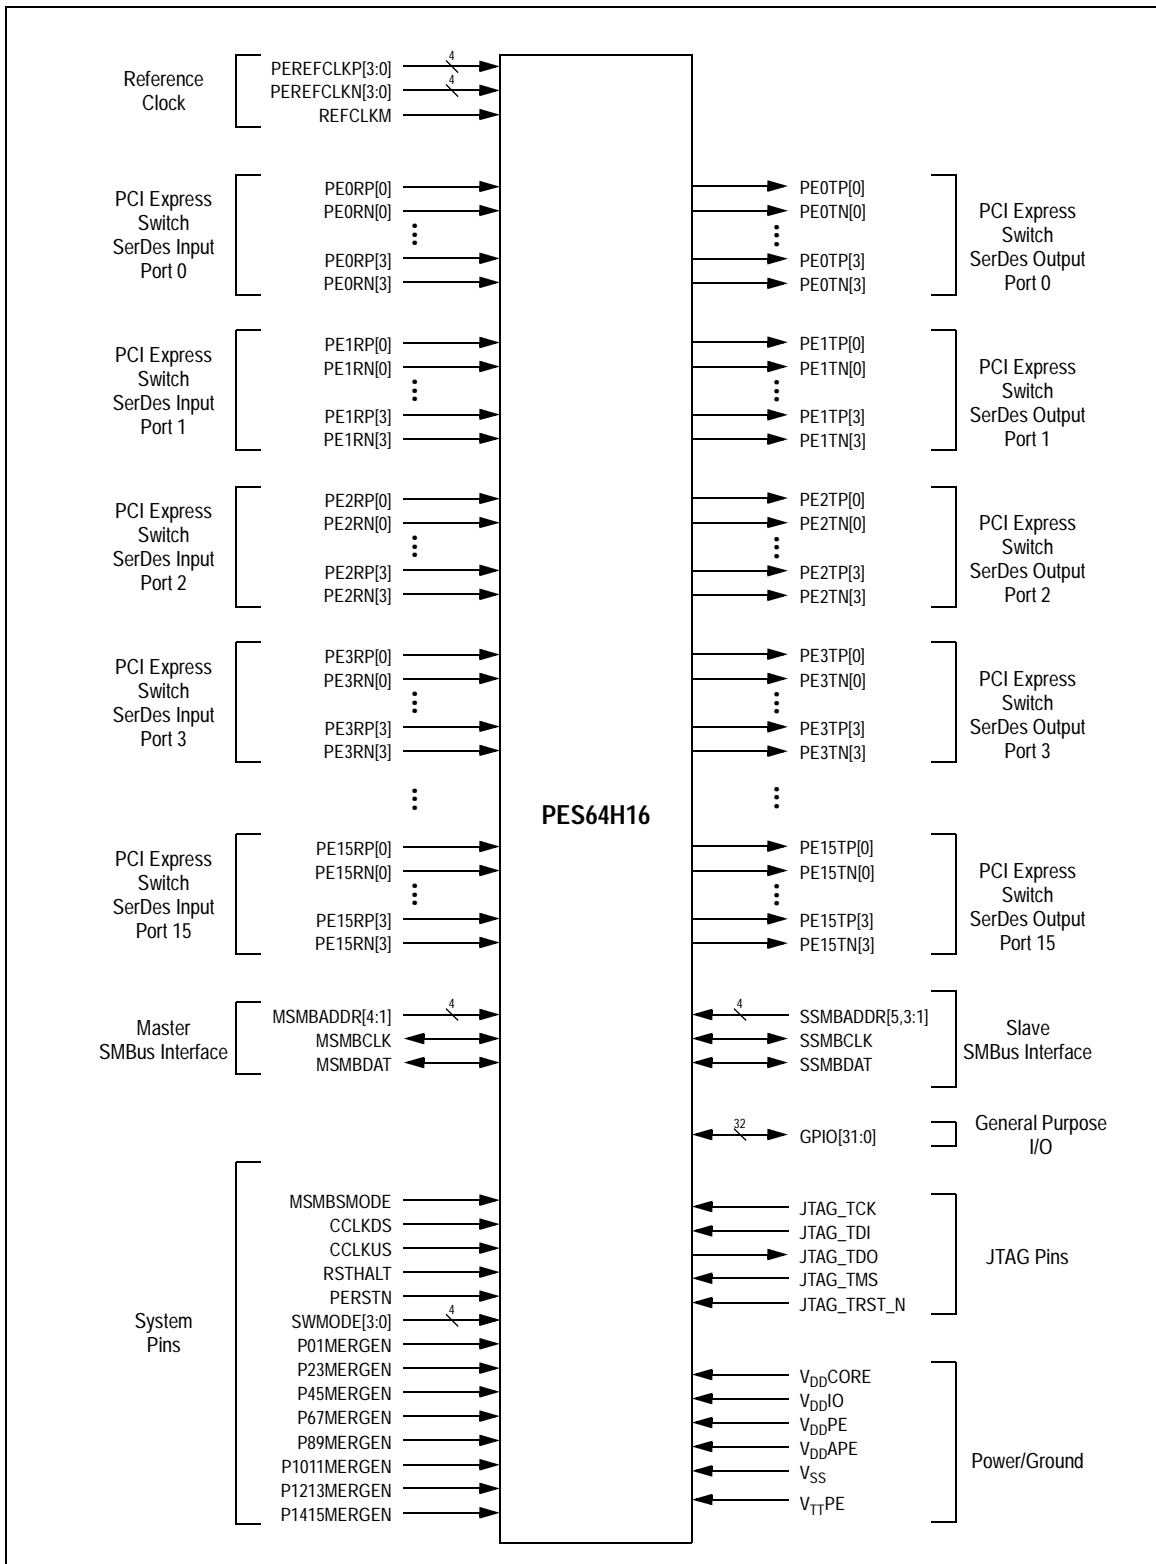 Reference
Clock
PEREFCLKP[3:0]
4
PEREFCLKN[3:0]
4
REFCLKM
PCI Express
Switch
SerDes Input
Port 0
PE0RP[0]
PE0RN[0]
PE0RP[3]
PE0RN[3]
PE0TP[0]
PE0TN[0]
PE0TP[3]
PE0TN[3]
PCI Express
Switch
SerDes Output
Port 0
PCI Express
Switch
SerDes Input
Port 1
PE1RP[0]
PE1RN[0]
PE1RP[3]
PE1RN[3]
PE1TP[0]
PE1TN[0]
PE1TP[3]
PE1TN[3]
PCI Express
Switch
SerDes Output
Port 1
PCI Express
Switch
SerDes Input
Port 2
PE2RP[0]
PE2RN[0]
PE2RP[3]
PE2RN[3]
PE2TP[0]
PE2TN[0]
PE2TP[3]
PE2TN[3]
PCI Express
Switch
SerDes Output
Port 2
PCI Express
Switch
SerDes Input
Port 3
PE3RP[0]
PE3RN[0]
PE3RP[3]
PE3RN[3]
PE3TP[0]
PE3TN[0]
PE3TP[3]
PE3TN[3]
PCI Express
Switch
SerDes Output
Port 3
PES64H16
PCI Express
Switch
SerDes Input
Port 15
PE15RP[0]
PE15RN[0]
PE15RP[3]
PE15RN[3]
PE15TP[0]
PE15TN[0]
PE15TP[3]
PE15TN[3]
PCI Express
Switch
SerDes Output
Port 15
Master
SMBus Interface
MSMBADDR[4:1]
4
MSMBCLK
MSMBDAT
4
SSMBADDR[5,3:1]
SSMBCLK
SSMBDAT
Slave
SMBus Interface
32
GPIO[31:0]
General Purpose
I/O
System
Pins
MSMBSMODE
CCLKDS
CCLKUS
RSTHALT
PERSTN
SWMODE[3:0]
4
P01MERGEN
P23MERGEN
P45MERGEN
P67MERGEN
P89MERGEN
P1011MERGEN
P1213MERGEN
P1415MERGEN
JTAG_TCK
JTAG_TDI
JTAG_TDO
JTAG_TMS
JTAG_TRST_N
JTAG Pins
VDDCORE
VDDIO
VDDPE
VDDAPE
VSS
VTTPE
Power/Ground